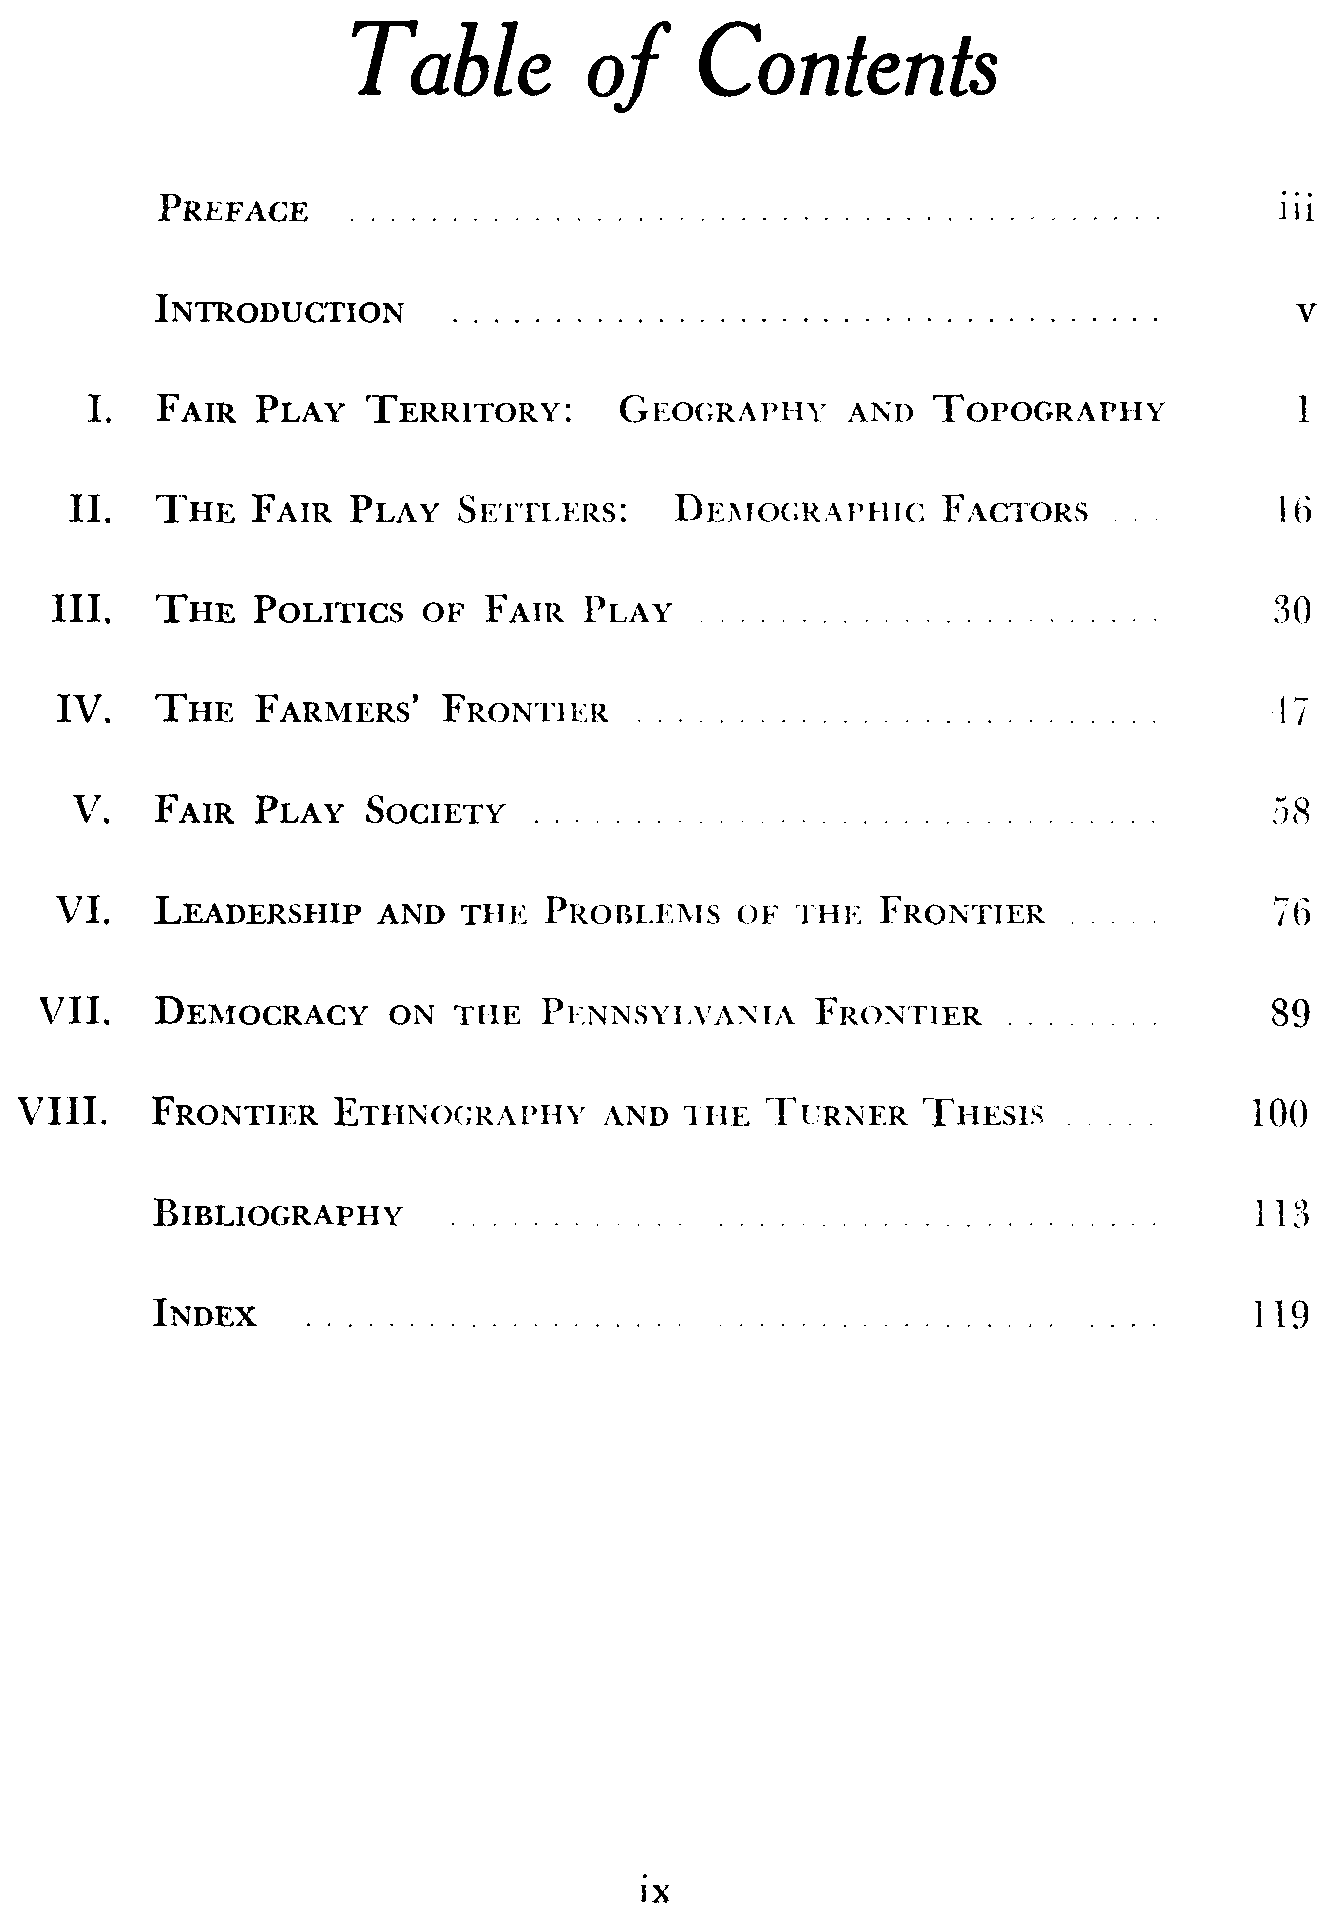 Table of Contents
Preface . . . . . . . . . . . . . . . . . . . . . . . . . . . . . . . . . . . . . . . . iii
Introduction . . . . . . . . . . . . . . . . . . . . . . . . . . . . . . . . . . . v
I. Fair Play Territory: Geography and Topography 1
II. The Fair Play Settlers: Demographic Factors . . . 16
III. The Politics of Fair Play . . . . . . . . . . . . . . . . . . . . . . . 30
IV. The Farmers' Frontier . . . . . . . . . . . . . . . . . . . . . . . . . . 47
V. Fair Play Society . . . . . . . . . . . . . . . . . . . . . . . . . . . . . . . 58
VI. Leadership and the Problems of the Frontier . . . . . 76
VII. Democracy on the Pennsylvania Frontier . . . . . . . . 89
VIII. Frontier Ethnography and the Turner Thesis . . . . . 100
Bibliography . . . . . . . . . . . . . . . . . . . . . . . . . . . . . . . . . . 113
Index . . . . . . . . . . . . . . . . . . . . . . . . . . . . . . . . . . . . . . . . 119
ix